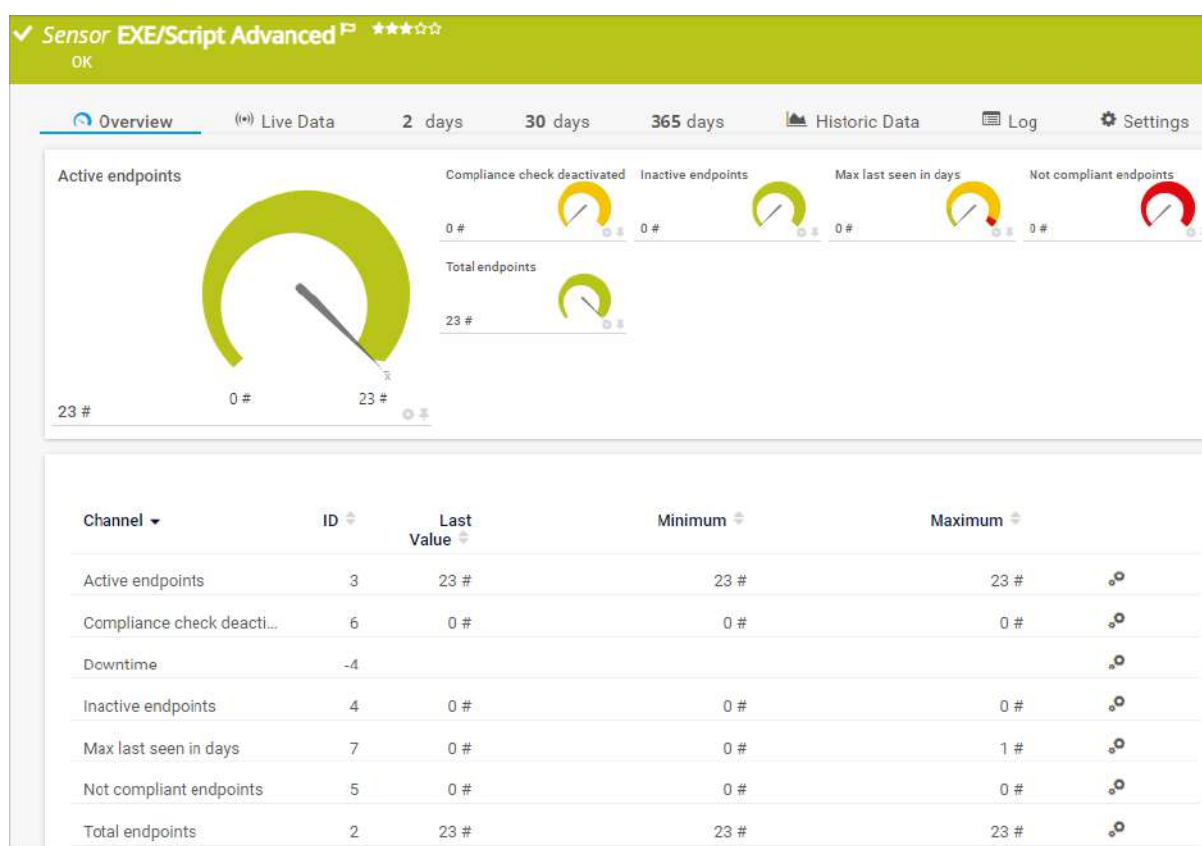 Sensor EXE/Script Advanced
OK
Overview Live Data 2 days 30 days 365 days Historic Data Log Settings
Active endpoints
0 #
23 #
x
23 #
Compliance check deactivated
0 #
Inactive endpoints
0 #
Max last seen in days
0 #
Not compliant endpoints
0 #
Total endpoints
23 #
Channel ID Last Value Minimum Maximum
Active endpoints 3 23 # 23 # 23 #
Compliance check deacti... 6 0 # 0 # 0 #
Downtime -4
Inactive endpoints 4 0 # 0 # 0 #
Max last seen in days 7 0 # 0 # 1 #
Not compliant endpoints 5 0 # 0 # 0 #
Total endpoints 2 23 # 23 # 23 #